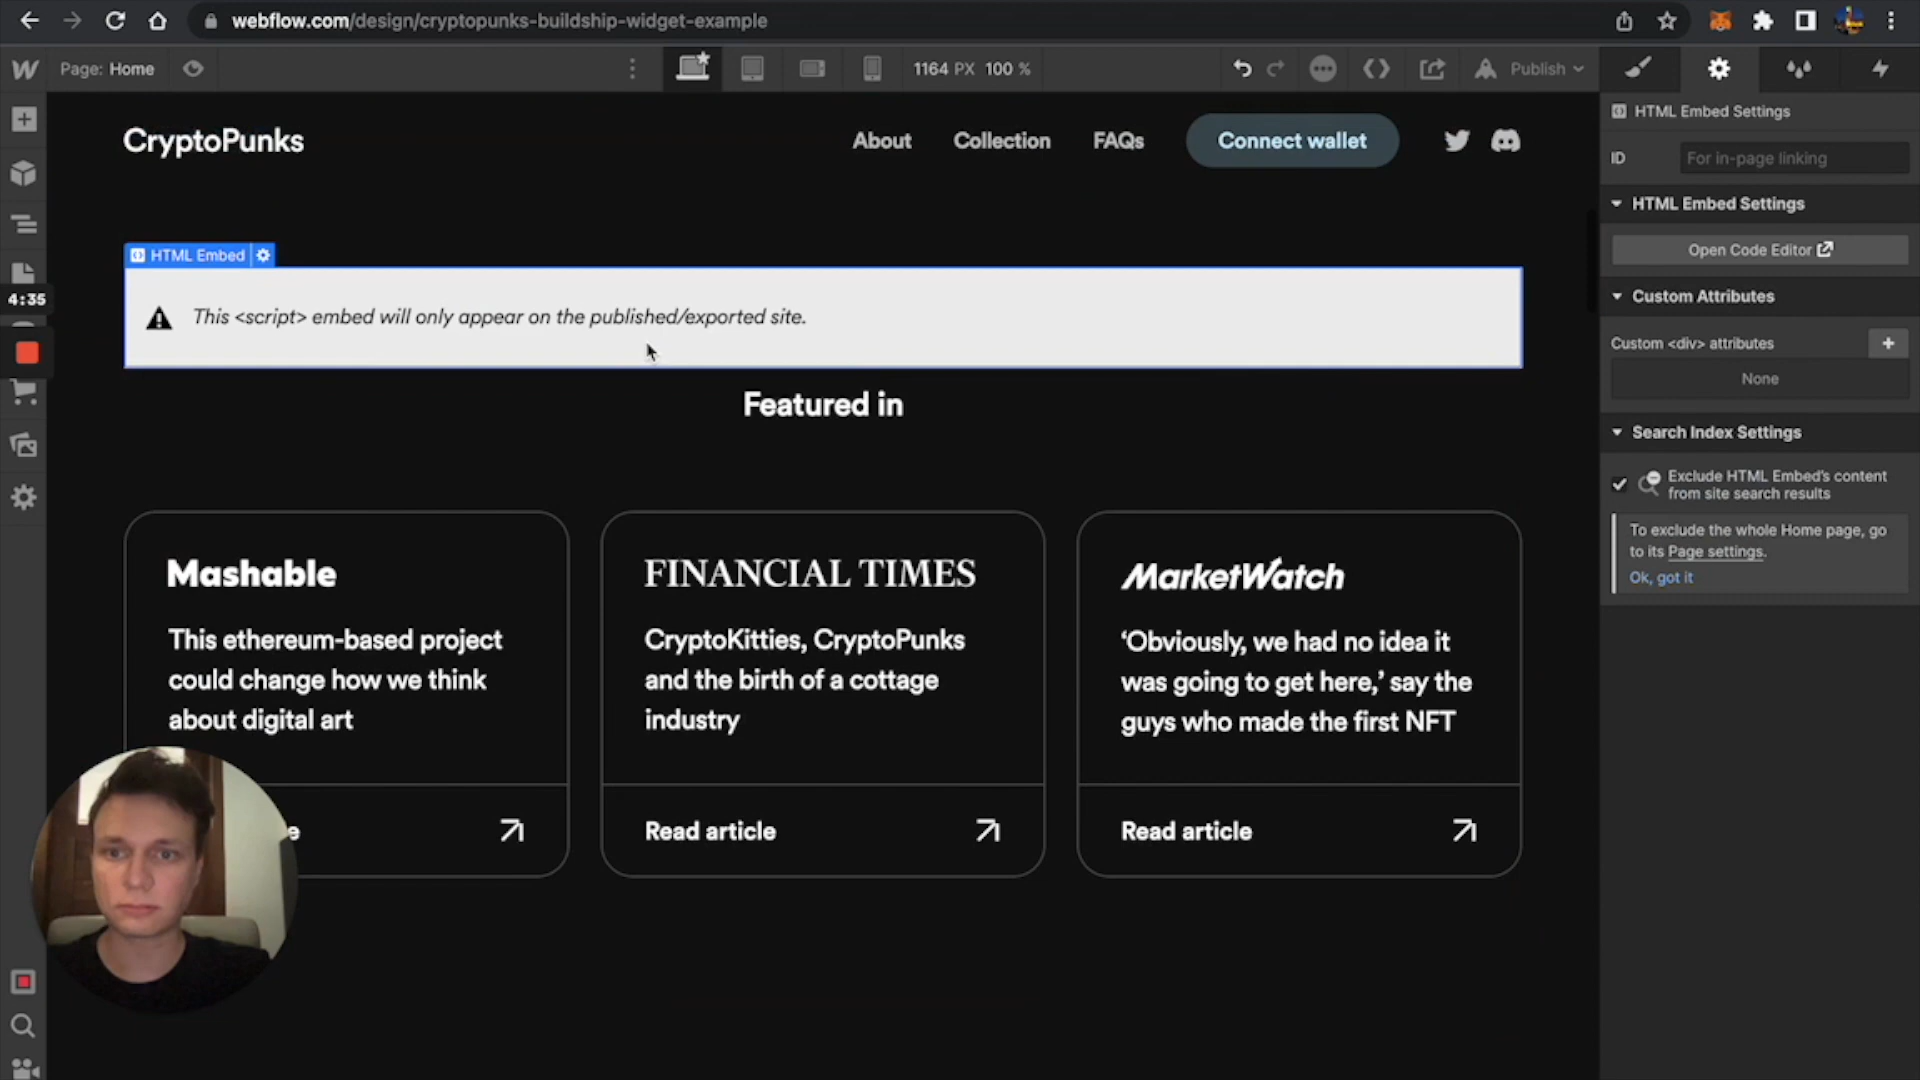 webflow.com/design/cryptopunks-buildship-widget-example
Page: Home
1164 PX 100 %
Publish
CryptoPunks
About
Collection
FAQs
Connect wallet
HTML Embed
This <script> embed will only appear on the published/exported site.
4:35
Featured in
Mashable
This ethereum-based project
could change how we think
about digital art
e
FINANCIAL TIMES
CryptoKitties, CryptoPunks
and the birth of a cottage
industry
Read article
MarketWatch
‘Obviously, we had no idea it
was going to get here,’ say the
guys who made the first NFT
Read article
HTML Embed Settings
ID
For in-page linking
HTML Embed Settings
Open Code Editor
Custom Attributes
Custom <div> attributes
None
Search Index Settings
Exclude HTML Embed's content
from site search results
To exclude the whole Home page, go
to its Page settings.
Ok, got it